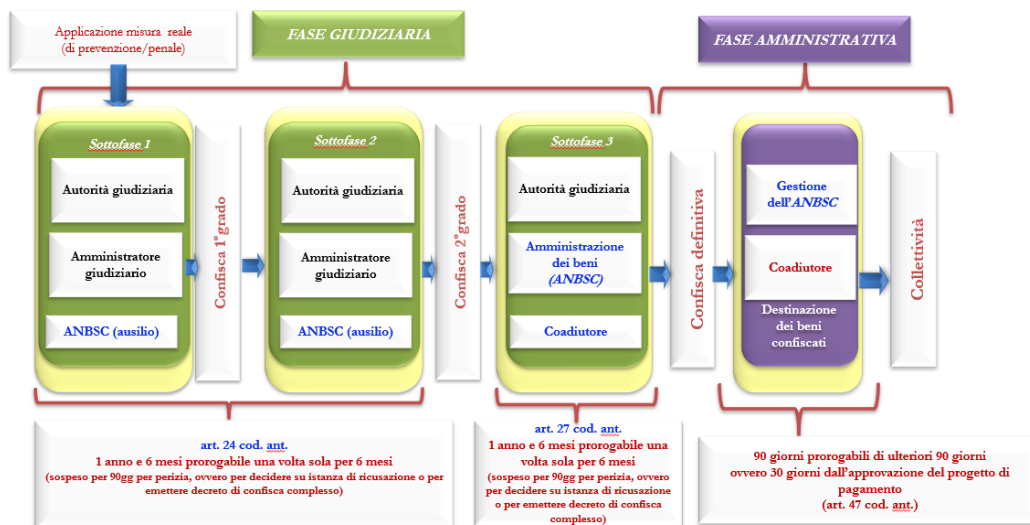 Applicazione misura reale
(di prevenzione/penale)
FASE GIUDIZIARIA
FASE AMMINISTRATIVA
Sottofase 1
Autorità giudiziaria
Amministratore
giudiziario
ANBSC (ausilio)
Confisca 1°grado
Sottofase 2
Autorità giudiziaria
Amministratore
giudiziario
ANBSC (ausilio)
Confisca 2°grado
Sottofase 3
Autorità giudiziaria
Amministrazione
dei beni
(ANBSC)
Coadiutore
Confisca definitiva
Gestione
dell'ANBSC
Coadiutore
Destinazione
dei beni
confiscati
Collettività
art. 24 cod. ant.
1 anno e 6 mesi prorogabile una volta sola per 6 mesi
(sospeso per 90gg per perizia, ovvero per decidere su istanza di ricusazione o per
emettere decreto di confisca complesso)
art. 27 cod. ant.
1 anno e 6 mesi prorogabile una
volta sola per 6 mesi
(sospeso per 90gg per perizia, ovvero
per decidere su istanza di ricusazione
o per emettere decreto di confisca
complesso)
90 giorni prorogabili di ulteriori 90 giorni
ovvero 30 giorni dall'approvazione del progetto di
pagamento
(art. 47 cod. ant.)